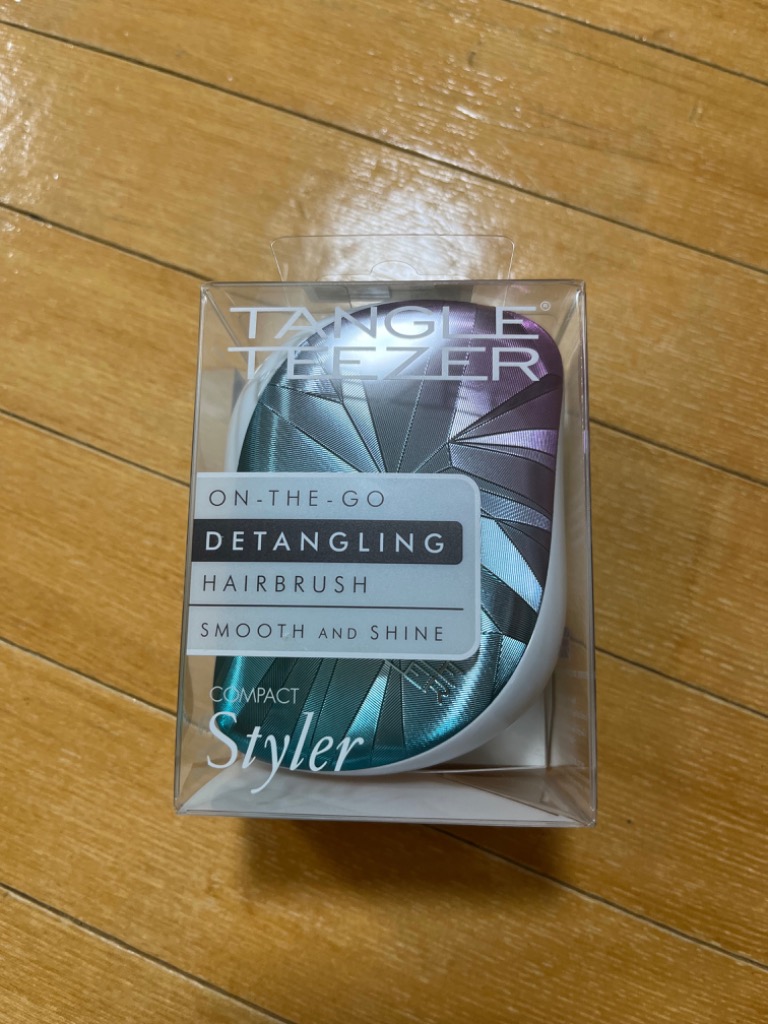 TANGLE®
TEEZER
ON-THE-GO
DETANGLING
HAIRBRUSH
SMOOTH AND SHINE
COMPACT
Styler